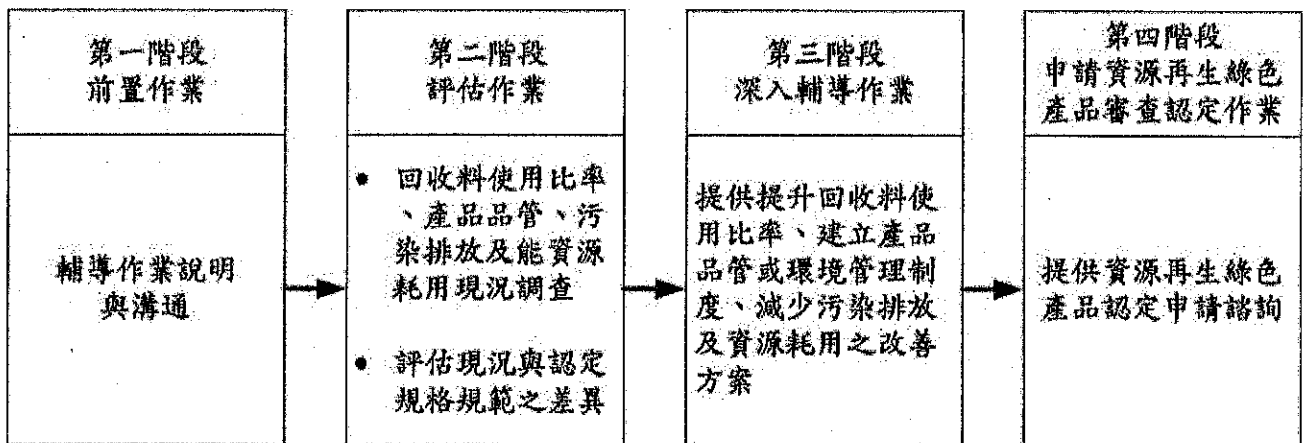 第一階段
前置作業
輔導作業說明
與溝通
第二階段
評估作業
• 回收料使用比率
、產品品管、污
染排放及能資源
耗用現況調查
• 評估現況與認定
規格規範之差異
第三階段
深入輔導作業
提供提升回收料使
用比率、建立產品
品管或環境管理制
度、減少污染排放
及資源耗用之改善
方案
第四階段
申請資源再生綠色
產品審查認定作業
提供資源再生綠色
產品認定申請諮詢